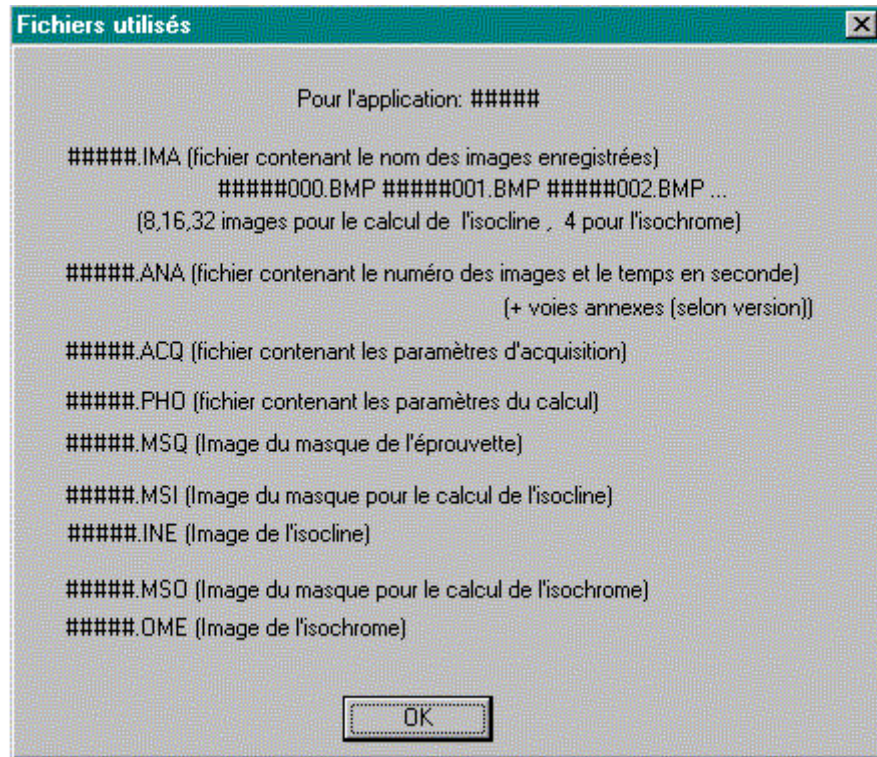 Fichiers utilisés
Pour l'application: #####
#####.IMA (fichier contenant le nom des images enregistrées)
#####000.BMP #####001.BMP #####002.BMP ...
(8,16,32 images pour le calcul de l'isocline , 4 pour l'isochrome)
#####.ANA (fichier contenant le numéro des images et le temps en seconde)
(+ voies annexes (selon version))
#####.ACQ (fichier contenant les paramètres d'acquisition)
#####.PHO (fichier contenant les paramètres du calcul)
#####.MSQ (Image du masque de l'éprouvette)
#####.MSI (Image du masque pour le calcul de l'isocline)
#####.INE (Image de l'isocline)
#####.MSO (Image du masque pour le calcul de l'isochrome)
#####.OME (Image de l'isochrome)
OK